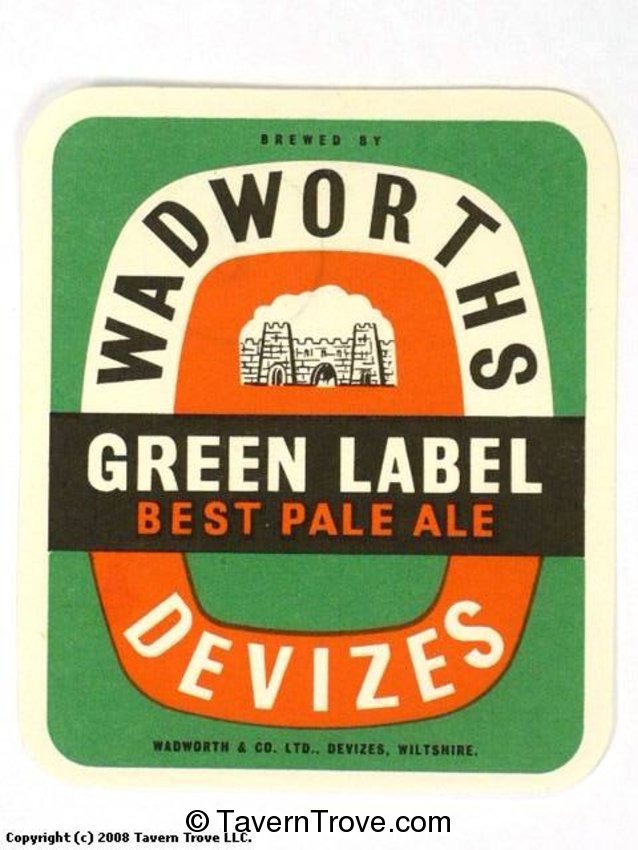 BREWED BY
WADWORTHS
GREEN LABEL
BEST PALE ALE
DEVIZES
WADWORTH & CO. LTD., DEVIZES, WILTSHIRE.
© TavernTrove.com
Copyright (c) 2008 Tavern Trove LLC.